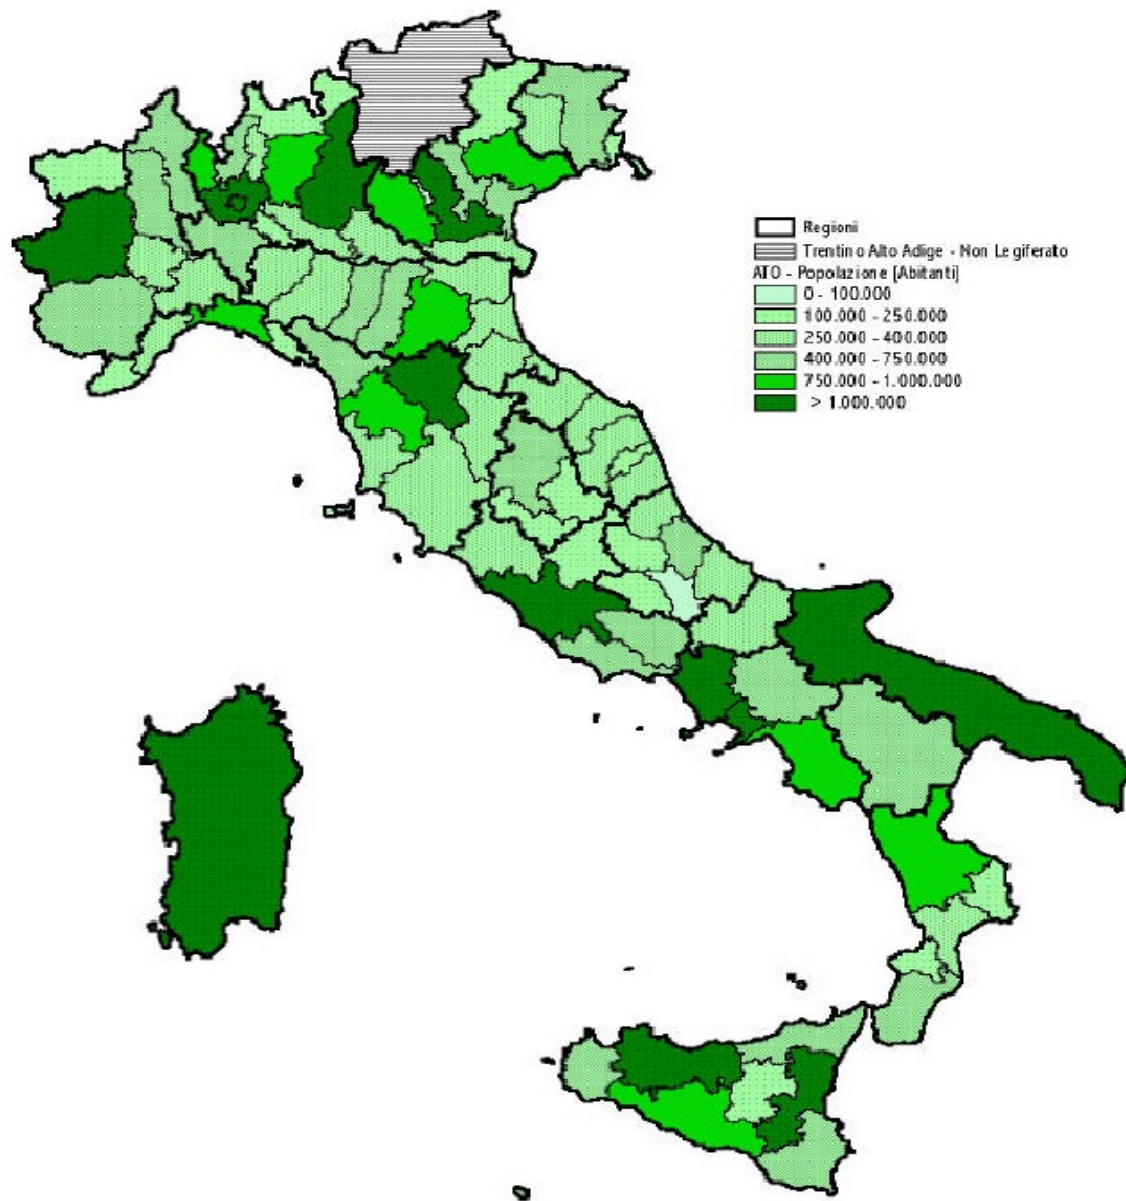 Regioni
Trentino Alto Adige - Non Legiferato
ATO - Popolazione [Abitanti]
0 - 100.000
100.000 - 250.000
250.000 - 400.000
400.000 - 750.000
750.000 - 1.000.000
> 1.000.000